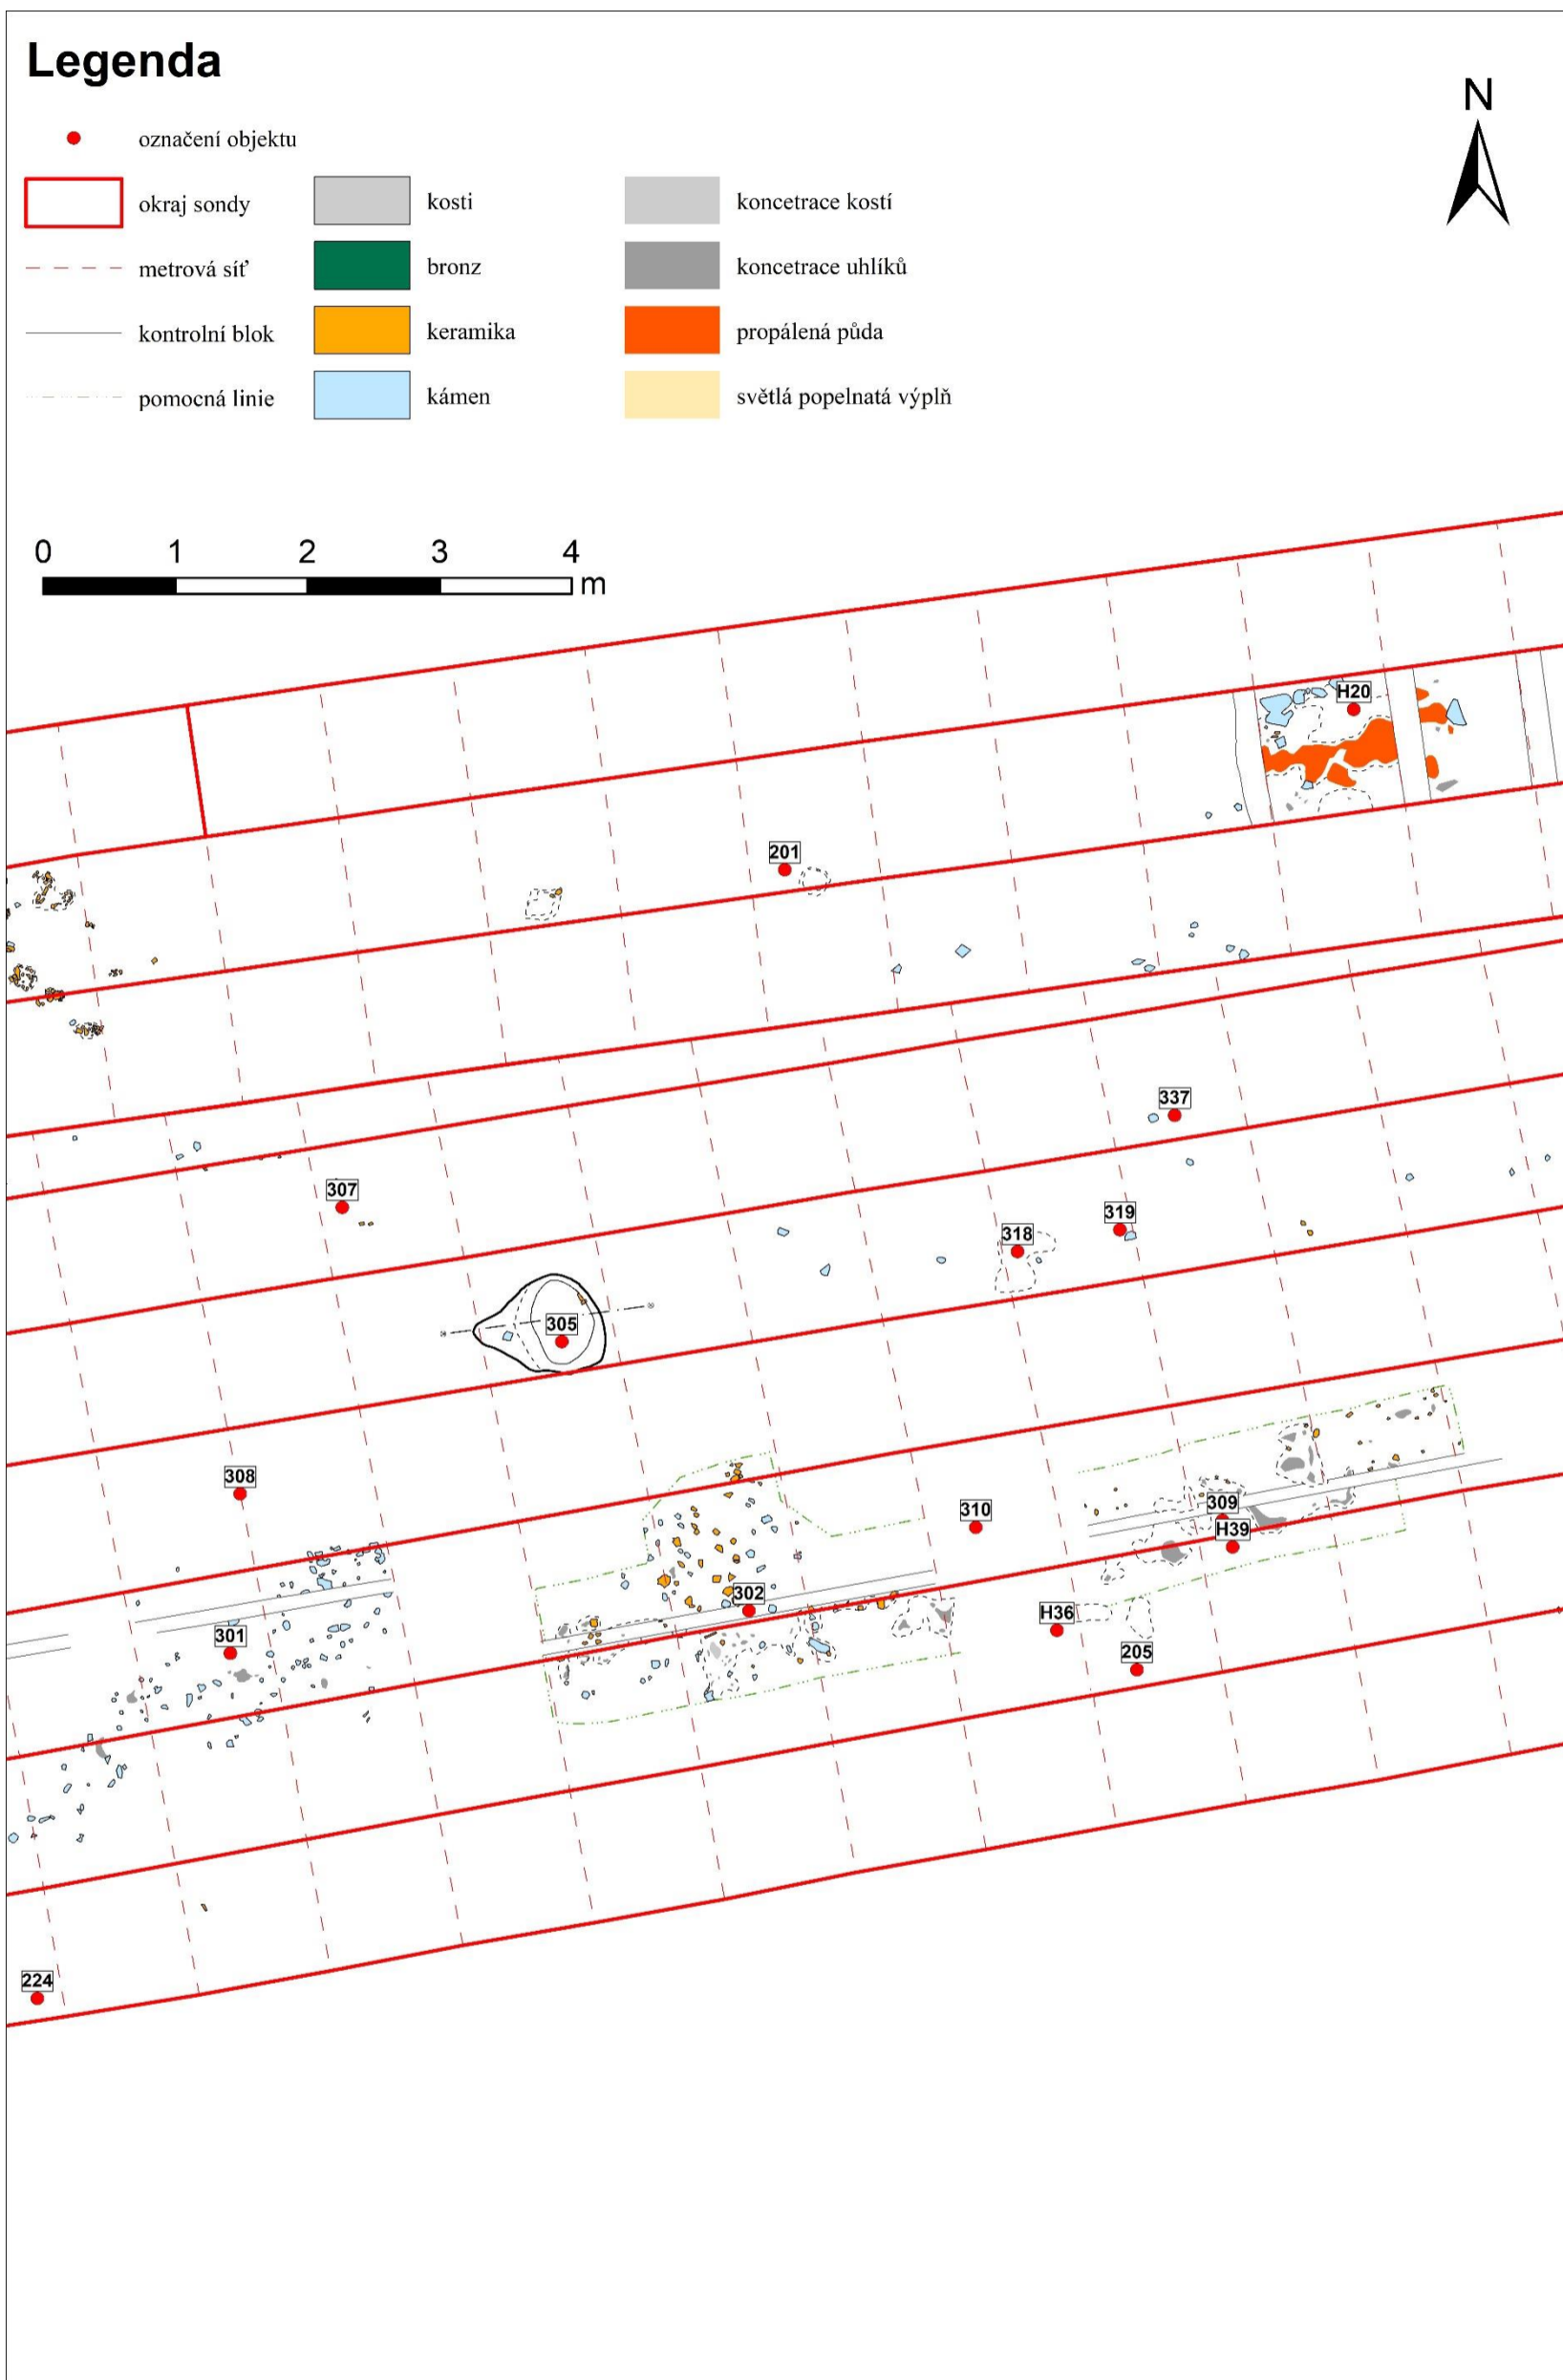 Legenda
N
označení objektu
okraj sondy
kosti
koncetrace kostí
metrová síť
bronz
koncetrace uhlíků
kontrolní blok
keramika
propálená půda
pomocná linie
kámen
světlá popelnatá výplň
0 1 2 3 4
m
H20
201
337
307
319
318
305
308
309
310
H39
302
H36
301
205
224